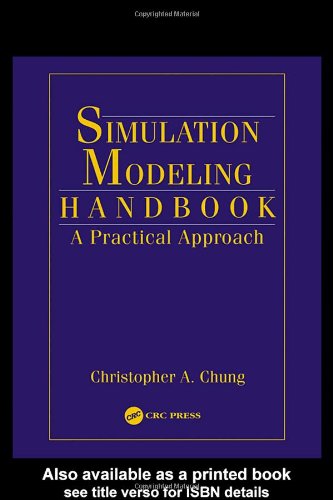 SIMULATION
MODELING
HANDBOOK
A Practical Approach
Christopher A. Chung
CRC CRC PRESS
Also available as a printed book
see title verso for ISBN details